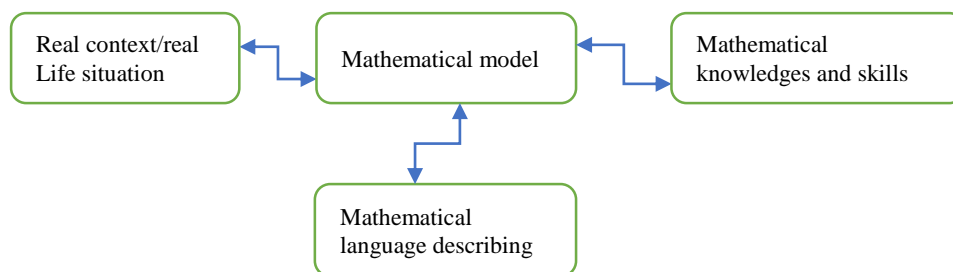 Real context/real
Life situation
Mathematical model
Mathematical
knowledges and skills
Mathematical
language describing